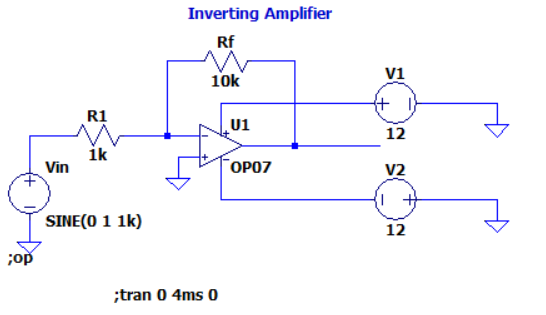 Inverting Amplifier
Rf
10k
V1
12
R1
1k
U1
OP07
Vin
SINE(0 1 1k)
V2
12
;op
;tran 0 4ms 0